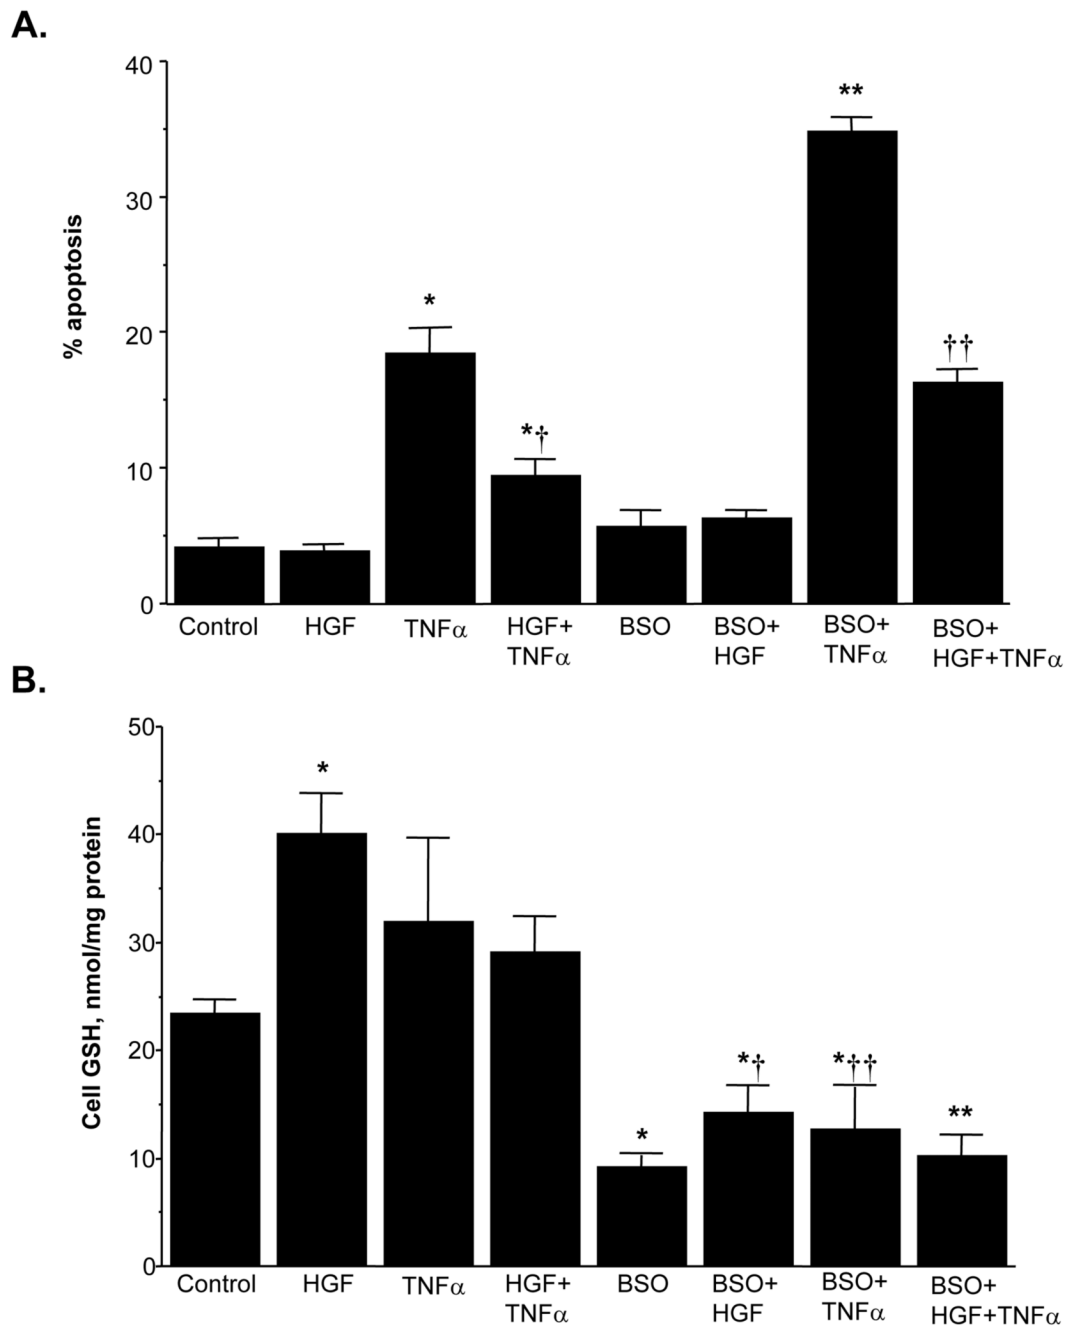 A.
% apoptosis
40
30
20
10
0
*
*†
**
††
Control
HGF
TNFα
HGF+
TNFα
BSO
BSO+
HGF
BSO+
TNFα
BSO+
HGF+TNFα
B.
Cell GSH, nmol/mg protein
50
40
30
20
10
0
*
*
*†
*††
**
Control
HGF
TNFα
HGF+
TNFα
BSO
BSO+
HGF
BSO+
TNFα
BSO+
HGF+TNFα